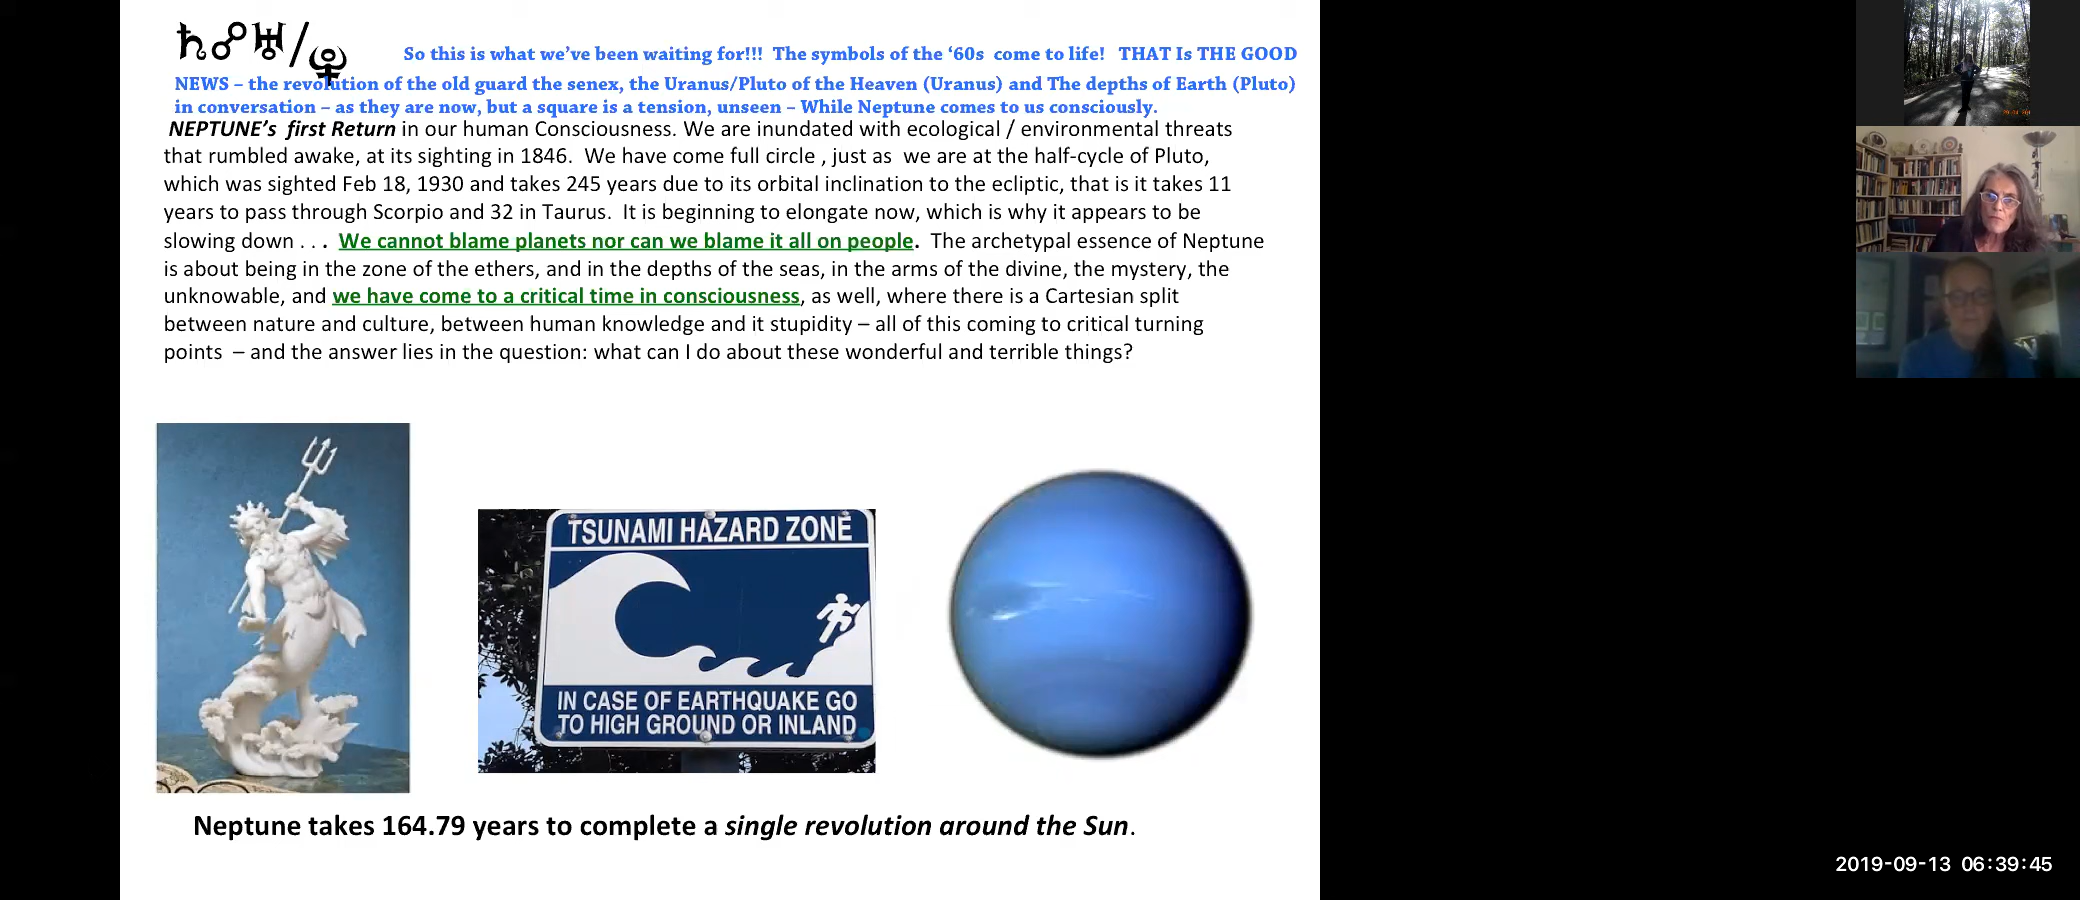 ♄☍♅/♇ So this is what we’ve been waiting for!!! The symbols of the ‘60s come to life! THAT Is THE GOOD
NEWS – the revolution of the old guard the senex, the Uranus/Pluto of the Heaven (Uranus) and The depths of Earth (Pluto)
in conversation – as they are now, but a square is a tension, unseen – While Neptune comes to us consciously.
NEPTUNE’s first Return in our human Consciousness. We are inundated with ecological / environmental threats
that rumbled awake, at its sighting in 1846. We have come full circle , just as we are at the half-cycle of Pluto,
which was sighted Feb 18, 1930 and takes 245 years due to its orbital inclination to the ecliptic, that is it takes 11
years to pass through Scorpio and 32 in Taurus. It is beginning to elongate now, which is why it appears to be
slowing down . . . We cannot blame planets nor can we blame it all on people. The archetypal essence of Neptune
is about being in the zone of the ethers, and in the depths of the seas, in the arms of the divine, the mystery, the
unknowable, and we have come to a critical time in consciousness, as well, where there is a Cartesian split
between nature and culture, between human knowledge and it stupidity – all of this coming to critical turning
points – and the answer lies in the question: what can I do about these wonderful and terrible things?
TSUNAMI HAZARD ZONE
IN CASE OF EARTHQUAKE GO
TO HIGH GROUND OR INLAND
Neptune takes 164.79 years to complete a single revolution around the Sun.
2019-09-13 06:39:45